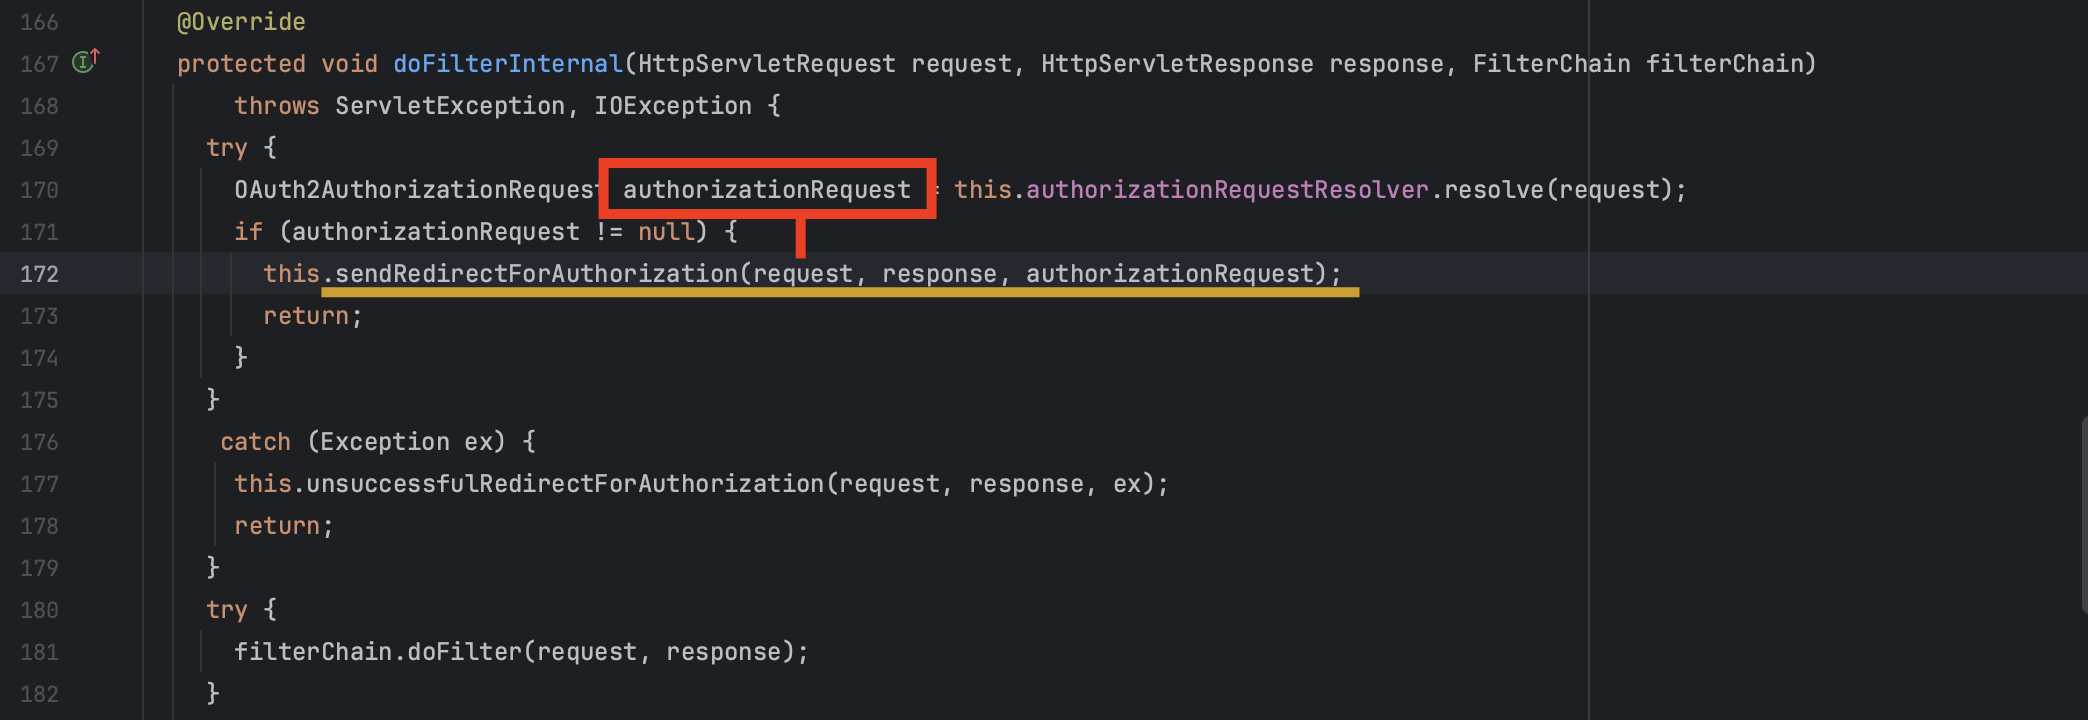 166 @Override
167 protected void doFilterInternal(HttpServletRequest request, HttpServletResponse response, FilterChain filterChain)
168 throws ServletException, IOException {
169 try {
170 OAuth2AuthorizationRequest authorizationRequest = this.authorizationRequestResolver.resolve(request);
171 if (authorizationRequest != null) {
172 this.sendRedirectForAuthorization(request, response, authorizationRequest);
173 return;
174 }
175 }
176 catch (Exception ex) {
177 this.unsuccessfulRedirectForAuthorization(request, response, ex);
178 return;
179 }
180 try {
181 filterChain.doFilter(request, response);
182 }